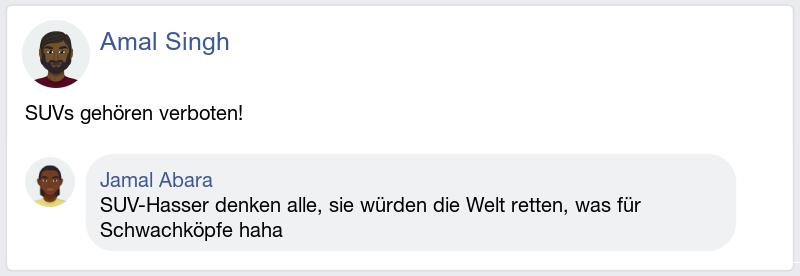 Amal Singh
SUVs gehören verboten!
Jamal Abara
SUV-Hasser denken alle, sie würden die Welt retten, was für
Schwachköpfe haha